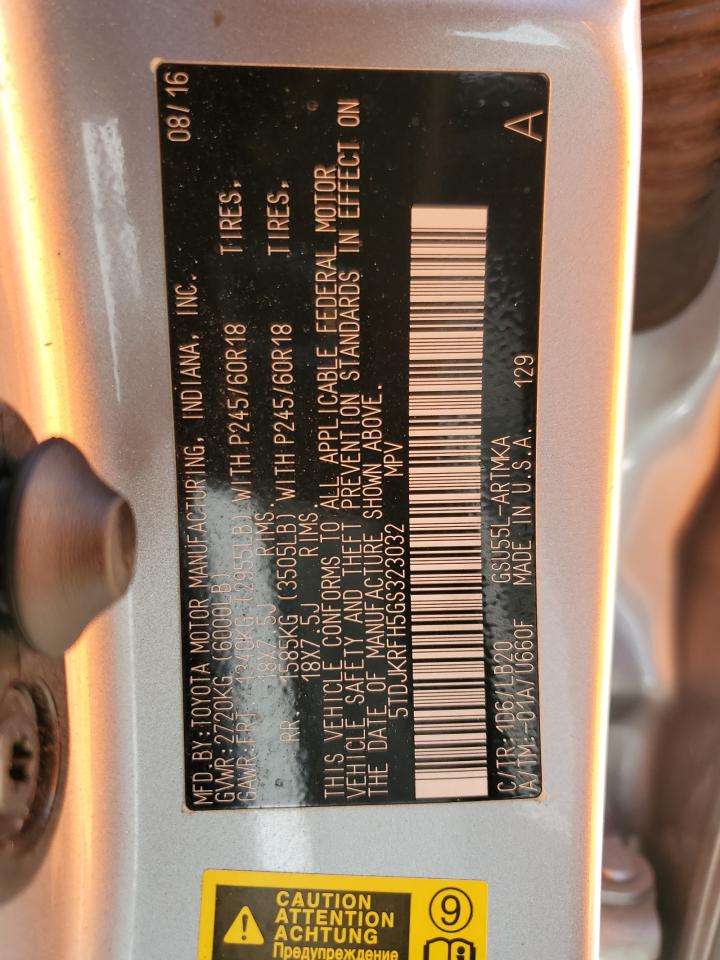 MFD.BY:TOYOTA MOTOR MANUFACTURING, INDIANA, INC. 08/16
GVWR:2720KG (6000LB)
GAWR:FRT. 1340KG (2955LB) WITH P245/60R18 TIRES,
18X7.5J RIMS.
RR. 1585KG (3505LB) WITH P245/60R18 TIRES,
18X7.5J RIMS.
THIS VEHICLE CONFORMS TO ALL APPLICABLE FEDERAL MOTOR
VEHICLE SAFETY AND THEFT PREVENTION STANDARDS IN EFFECT ON
THE DATE OF MANUFACTURE SHOWN ABOVE.
5TDJKRFH5GS323032 MPV
C/TR:1D6/LB20 GSU55L-ARTMKA A
A/TM:-01A/U660F MADE IN U.S.A. 129
CAUTION
ATTENTION
ACHTUNG
Предупреждение
9